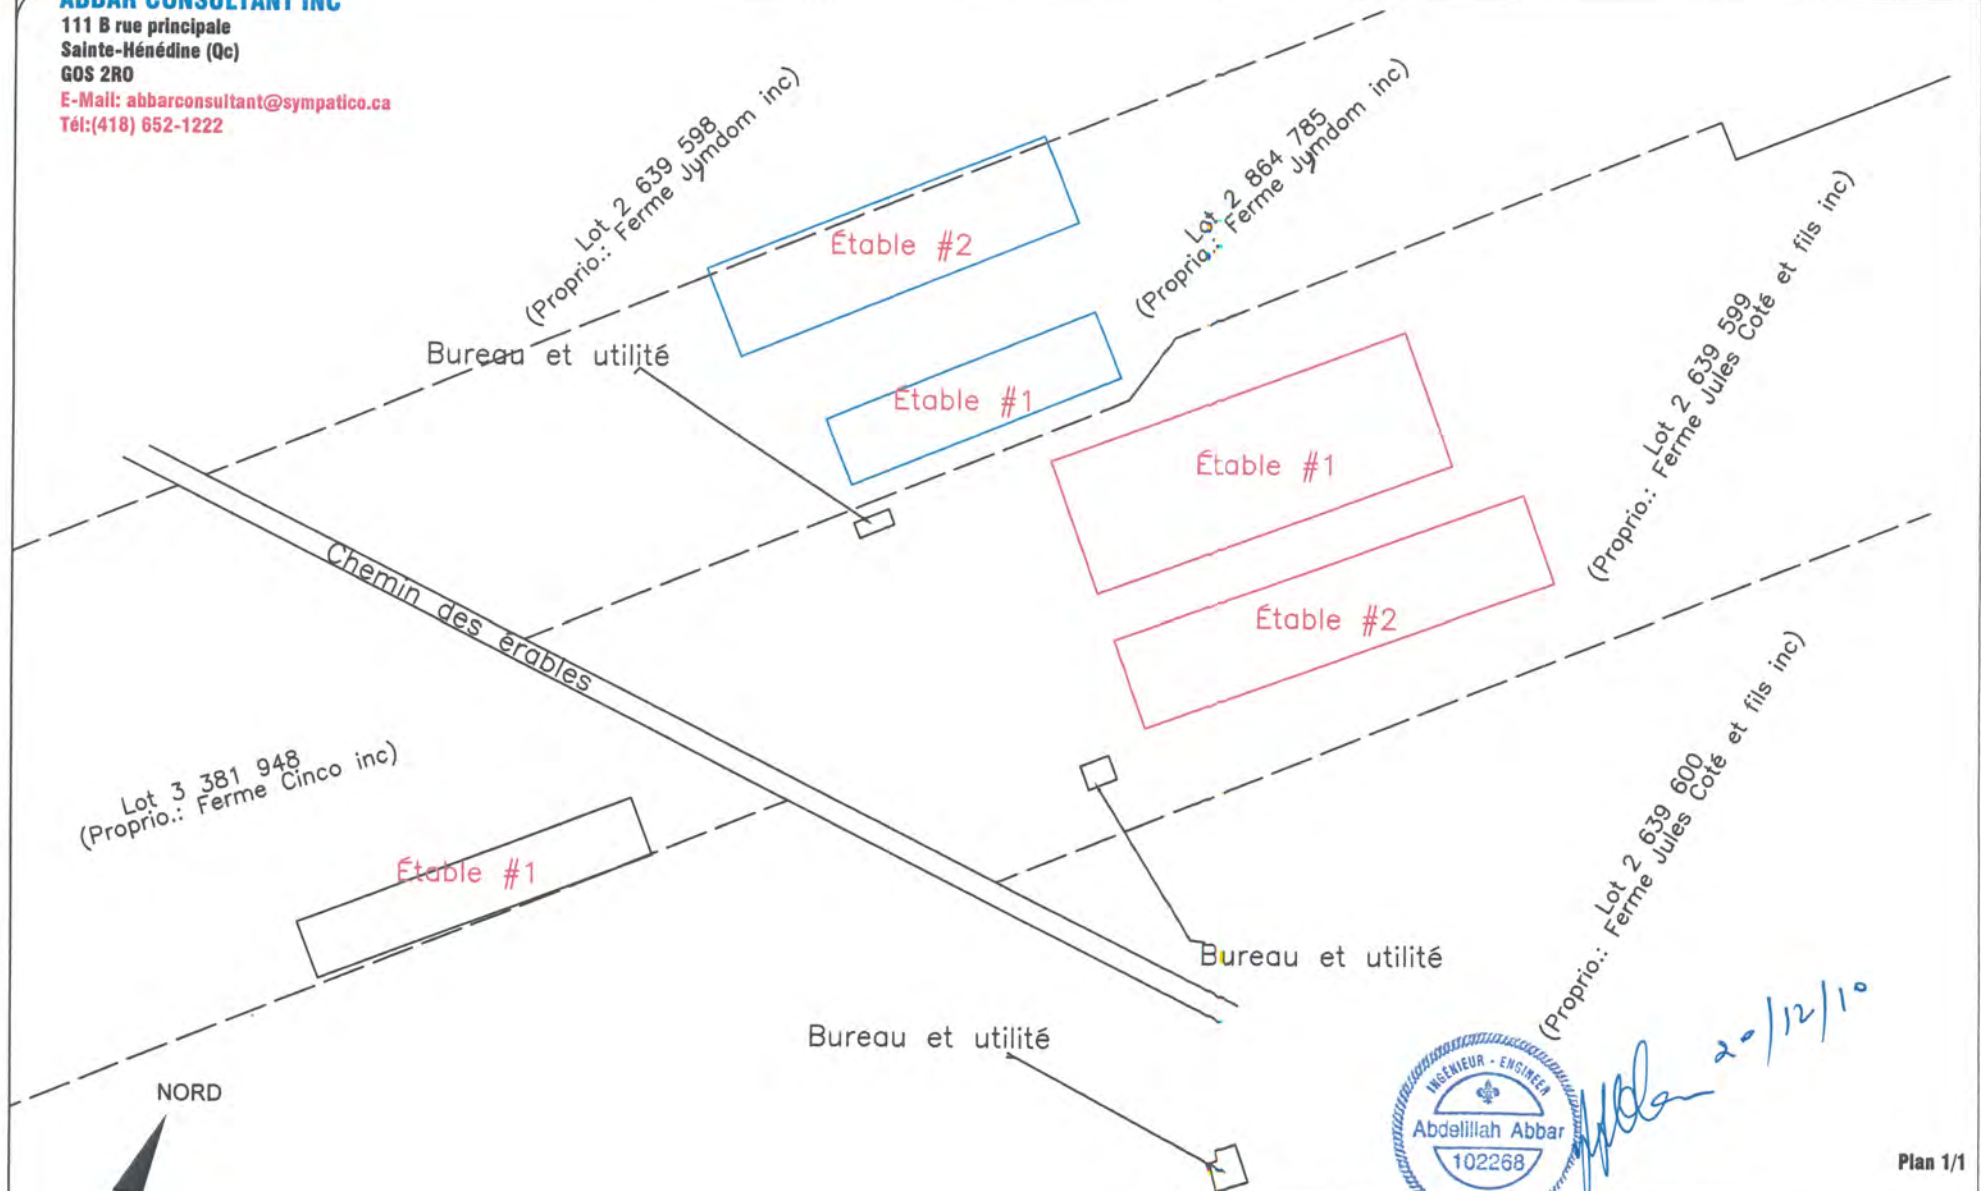 ABBAR CONSULTANT INC
111 B rue principale
Sainte-Hénédine (Qc)
G0S 2R0
E-Mail: abbarconsultant@sympatico.ca
Tél:(418) 652-1222
Lot 2 639 598
(Proprio.: Ferme Jymdom inc)
Lot 2 864 785
(Proprio.: Ferme Jymdom inc)
Étable #2
Bureau et utilité
Étable #1
Lot 2 639 599
(Proprio.: Ferme Jules Coté et fils inc)
Étable #1
Étable #2
Chemin des érables
Lot 3 381 948
(Proprio.: Ferme Cinco inc)
Étable #1
Lot 2 639 600
(Proprio.: Ferme Jules Coté et fils inc)
Bureau et utilité
Bureau et utilité
NORD
INGÉNIEUR - ENGINEER
Abdelillah Abbar
102268
20/12/10
Plan 1/1